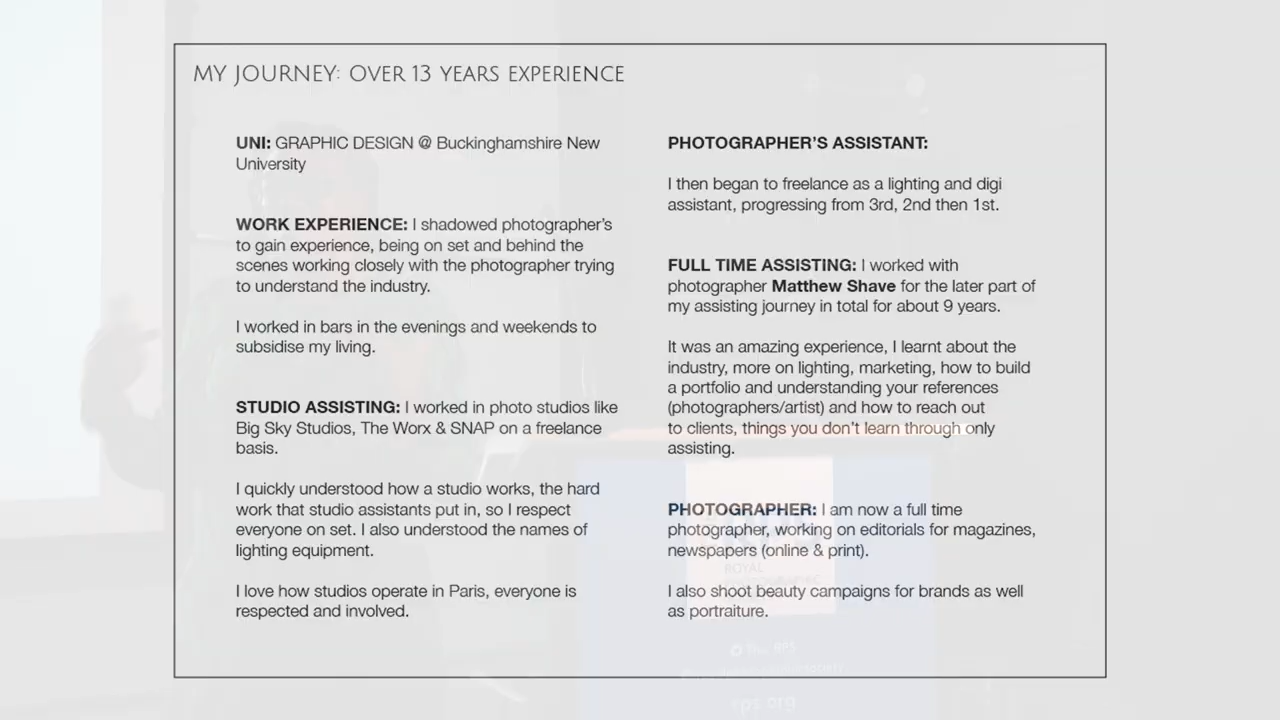 MY JOURNEY: OVER 13 YEARS EXPERIENCE
UNI: GRAPHIC DESIGN @ Buckinghamshire New
University
WORK EXPERIENCE: I shadowed photographer's
to gain experience, being on set and behind the
scenes working closely with the photographer trying
to understand the industry.
I worked in bars in the evenings and weekends to
subsidise my living.
STUDIO ASSISTING: I worked in photo studios like
Big Sky Studios, The Worx & SNAP on a freelance
basis.
I quickly understood how a studio works, the hard
work that studio assistants put in, so I respect
everyone on set. I also understood the names of
lighting equipment.
I love how studios operate in Paris, everyone is
respected and involved.
PHOTOGRAPHER'S ASSISTANT:
I then began to freelance as a lighting and digi
assistant, progressing from 3rd, 2nd then 1st.
FULL TIME ASSISTING: I worked with
photographer Matthew Shave for the later part of
my assisting journey in total for about 9 years.
It was an amazing experience, I learnt about the
industry, more on lighting, marketing, how to build
a portfolio and understanding your references
(photographers/artist) and how to reach out
to clients, things you don't learn through only
assisting.
PHOTOGRAPHER: I am now a full time
photographer, working on editorials for magazines,
newspapers (online & print).
I also shoot beauty campaigns for brands as well
as portraiture.
RPS
ROYAL
The RPS
rps.org